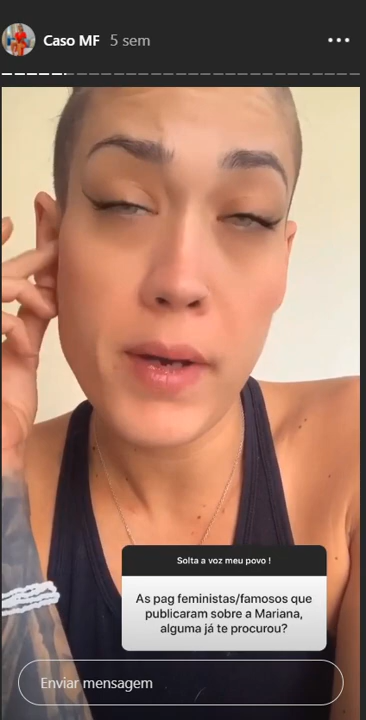 Caso MF 5 sem
Solta a voz meu povo !
As pag feministas/famosos que
publicaram sobre a Mariana,
alguma já te procurou?
Enviar mensagem